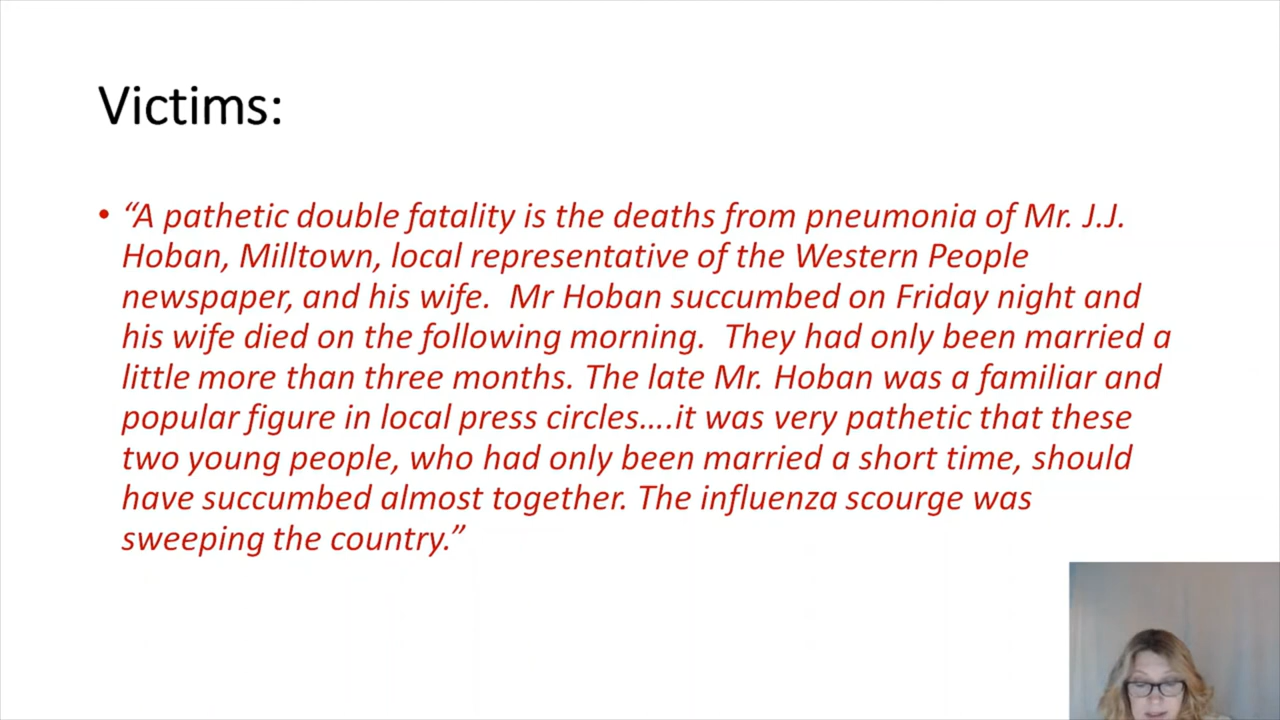 Victims:
• “A pathetic double fatality is the deaths from pneumonia of Mr. J.J.
Hoban, Milltown, local representative of the Western People
newspaper, and his wife.  Mr Hoban succumbed on Friday night and
his wife died on the following morning.  They had only been married a
little more than three months. The late Mr. Hoban was a familiar and
popular figure in local press circles….it was very pathetic that these
two young people, who had only been married a short time, should
have succumbed almost together. The influenza scourge was
sweeping the country.”